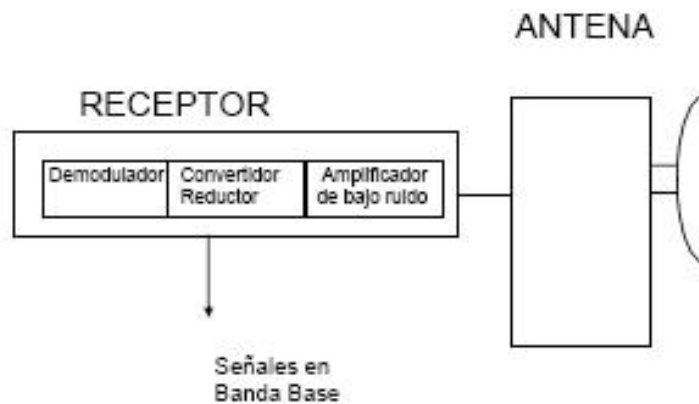 ANTENA
RECEPTOR
Demodulador
Convertidor
Reductor
Amplificador
de bajo ruido
Señales en
Banda Base